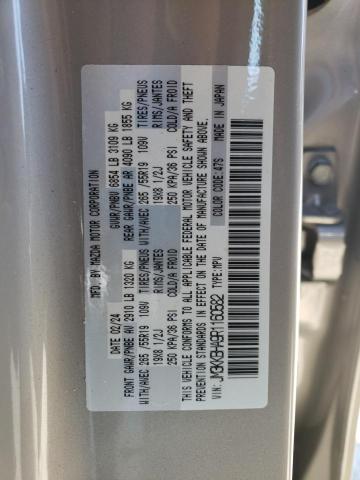 MFD. BY MAZDA MOTOR CORPORATION
02/24 GVWR/PNBV 6854 LB 3109 KG
FRONT GAWR/PNBE AV 2910 LB 1320 KG REAR GAWR/PNBE AR 4090 LB 1855 KG
WITH/AVEC 265 /55R19 109V TIRES/PNEUS WITH/AVEC 265 /55R19 109V TIRES/PNEUS
19X8 1/2J RIMS/JANTES 19X8 1/2J RIMS/JANTES
250 KPA/36 PSI COLD/A FROID 250 KPA/36 PSI COLD/A FROID
THIS VEHICLE CONFORMS TO ALL APPLICABLE FEDERAL MOTOR VEHICLE SAFETY AND THEFT
PREVENTION STANDARDS IN EFFECT ON THE DATE OF MANUFACTURE SHOWN ABOVE.
TYPE: MPV COLOR CODE: 47S MADE IN JAPAN
VIN: